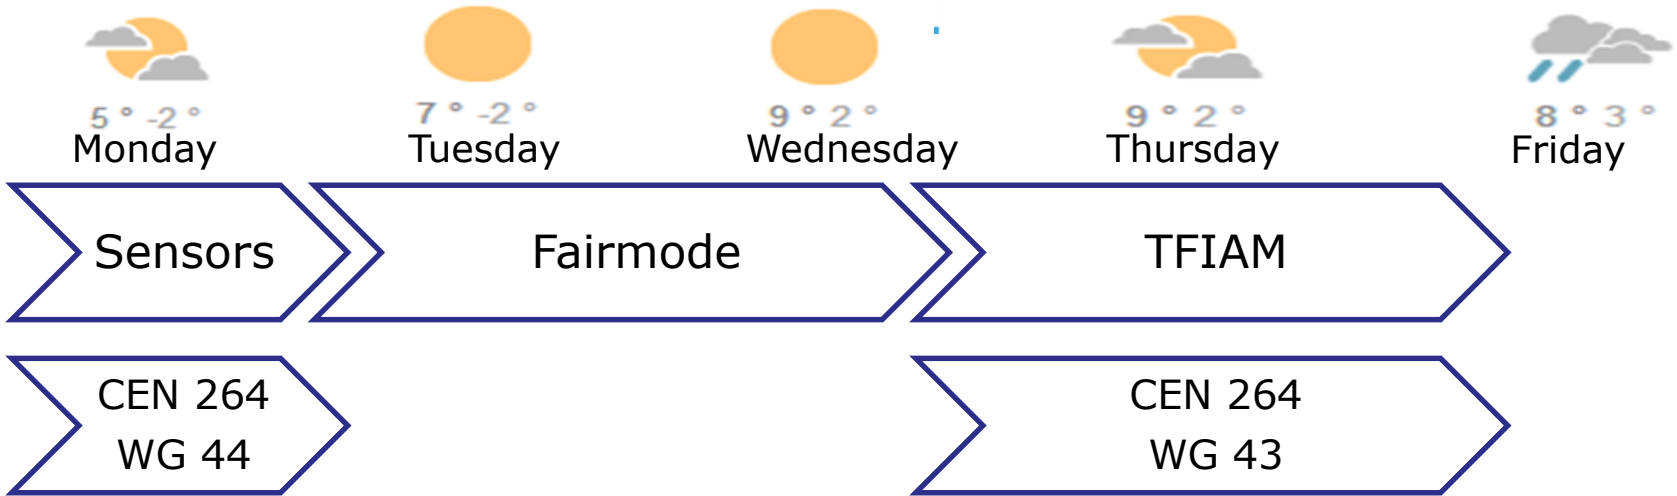 5 ° -2 °
7 ° -2 °
9 ° 2 °
9 ° 2 °
8 ° 3 °
Monday
Tuesday
Wednesday
Thursday
Friday
Sensors
Fairmode
TFIAM
CEN 264
WG 44
CEN 264
WG 43